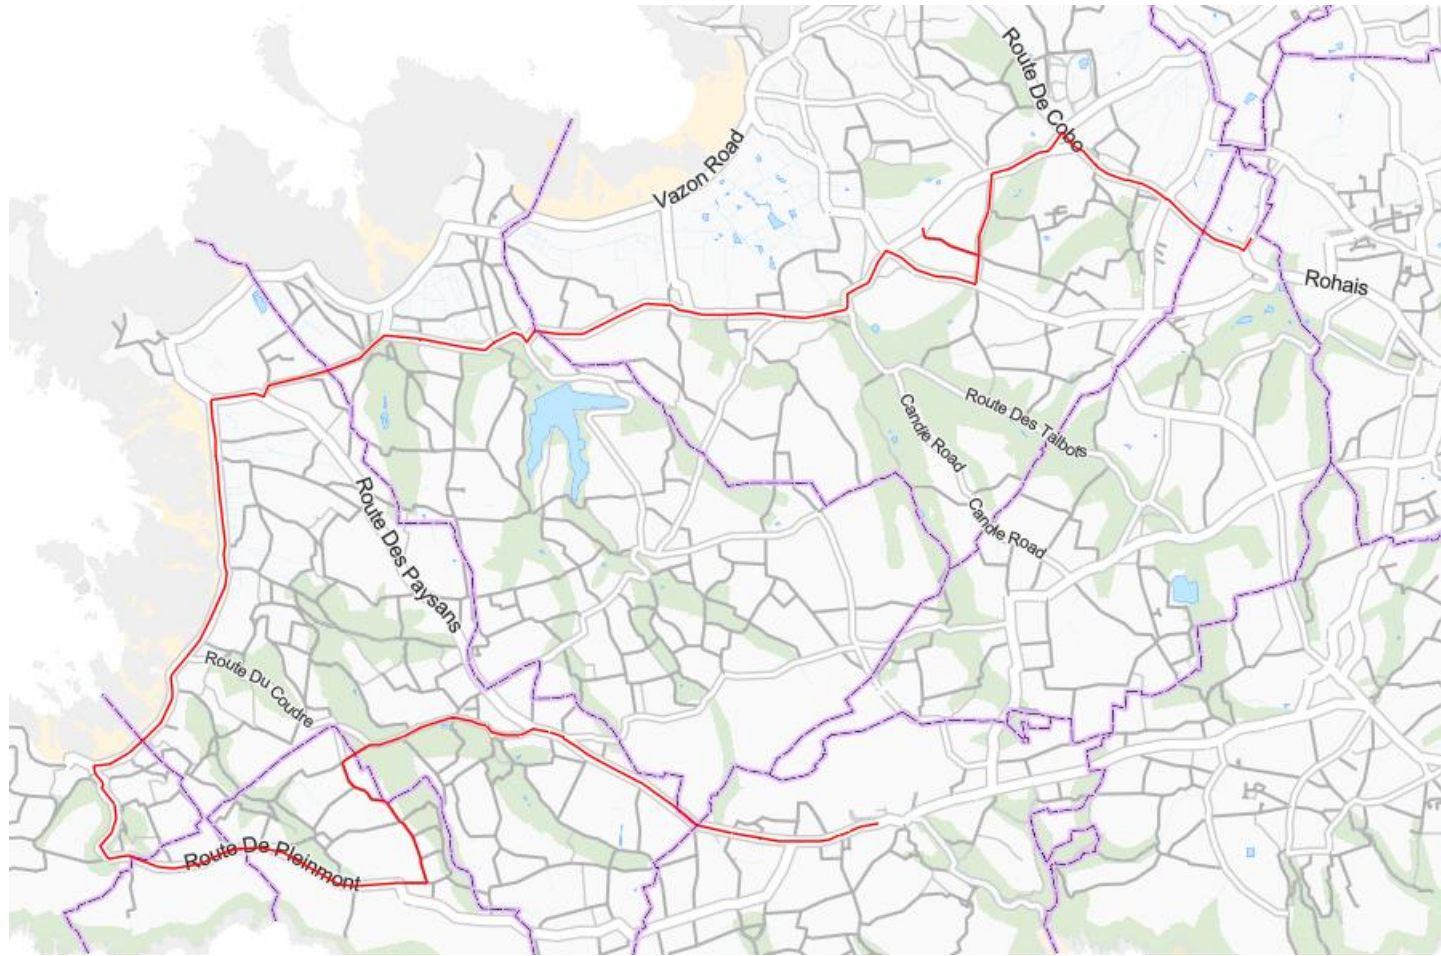 Route De Cobo
Vazon Road
Rohais
Route Des Talbots
Candie Road
Candie Road
Route Des Paysans
Route Du Coudre
Route De Pleinmont